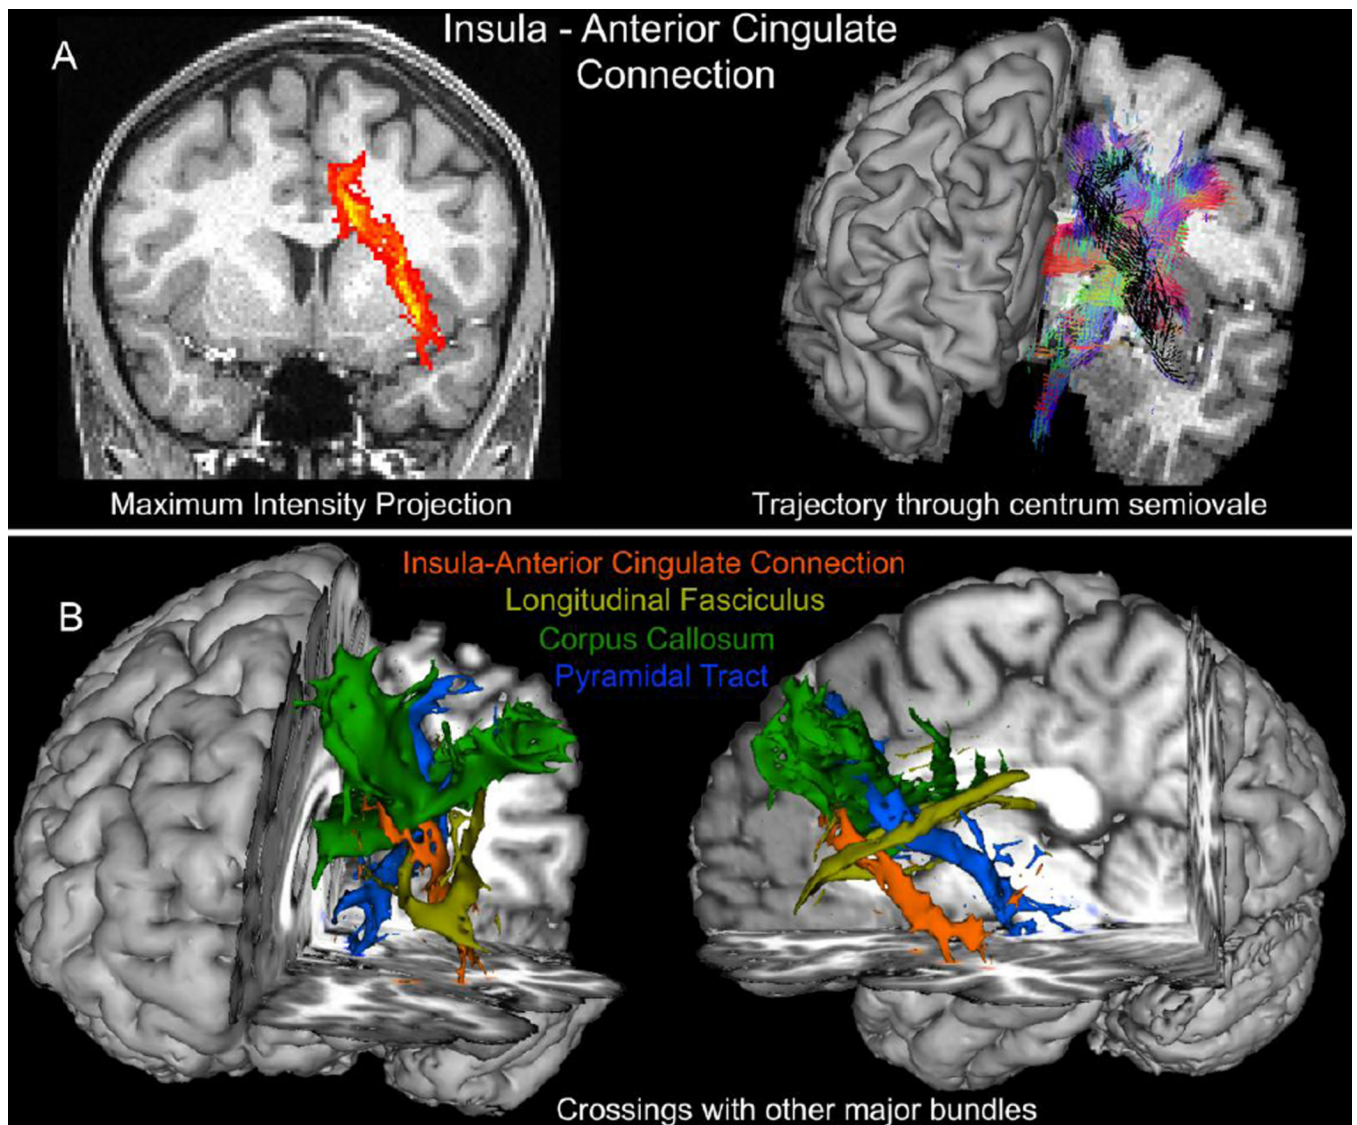 A
Insula - Anterior Cingulate
Connection
Maximum Intensity Projection
Trajectory through centrum semiovale
B
Insula-Anterior Cingulate Connection
Longitudinal Fasciculus
Corpus Callosum
Pyramidal Tract
Crossings with other major bundles